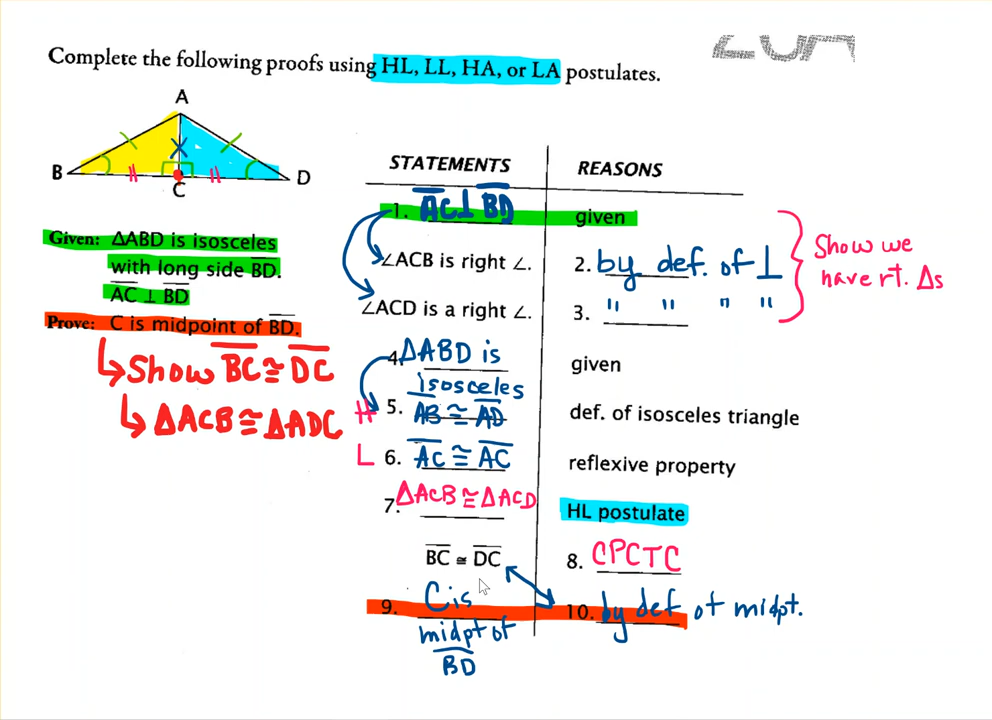 Complete the following proofs using HL, LL, HA, or LA postulates.
A
B
C
D
Given: ΔABD is isosceles
with long side BD.
AC ⊥ BD
Prove: C is midpoint of BD.
↳Show BC≅DC
↳ΔACB≅ΔADC
STATEMENTS REASONS
1. AC⊥BD given
∠ACB is right ∠. 2. by def. of ⊥
∠ACD is a right ∠. 3. " " " "
Show we
have rt. Δs
4. ΔABD is given
isosceles
H 5. AB≅AD def. of isosceles triangle
L 6. AC≅AC reflexive property
7. ΔACB≅ΔACD HL postulate
BC ≅ DC 8. CPCTC
9. C is 10. by def of midpt.
midpt of
BD